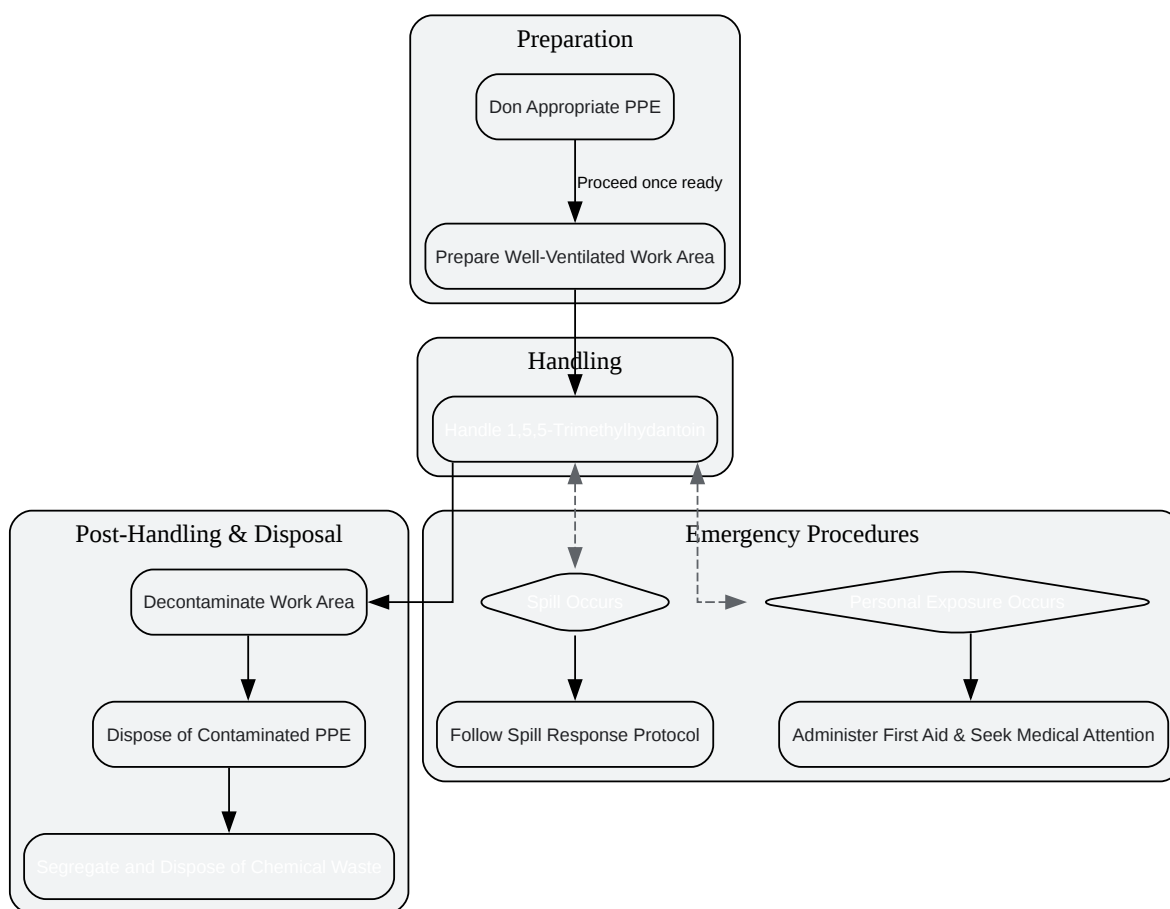 Preparation
Don Appropriate PPE
Proceed once ready
Prepare Well-Ventilated Work Area
Handling
Handle 1,5,5-Trimethylhydantoin
Post-Handling & Disposal
Emergency Procedures
Decontaminate Work Area
Spill Occurs
Personal Exposure Occurs
Dispose of Contaminated PPE
Follow Spill Response Protocol
Administer First Aid & Seek Medical Attention
Segregate and Dispose of Chemical Waste